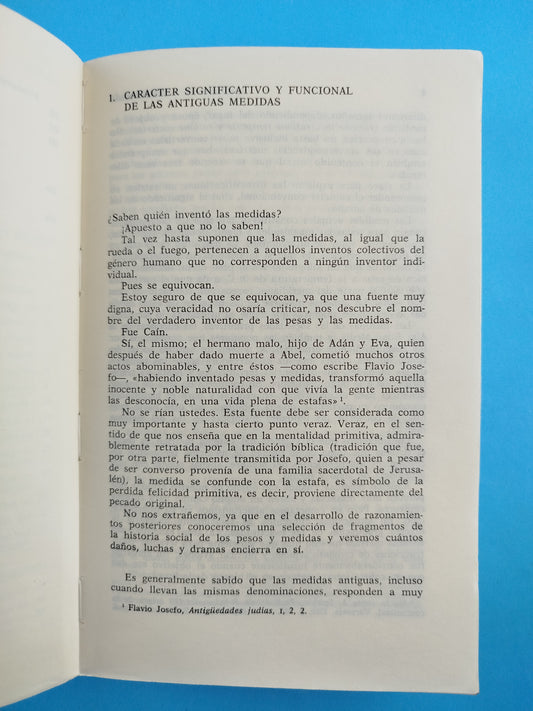 1. CARACTER SIGNIFICATIVO Y FUNCIONAL
DE LAS ANTIGUAS MEDIDAS
¿Saben quién inventó las medidas?
¡Apuesto a que no lo saben!
Tal vez hasta suponen que las medidas, al igual que la
rueda o el fuego, pertenecen a aquellos inventos colectivos del
género humano que no corresponden a ningún inventor indi-
vidual.
Pues se equivocan.
Estoy seguro de que se equivocan, ya que una fuente muy
digna, cuya veracidad no osaría criticar, nos descubre el nom-
bre del verdadero inventor de las pesas y las medidas.
Fue Caín.
Sí, el mismo; el hermano malo, hijo de Adán y Eva, quien
después de haber dado muerte a Abel, cometió muchos otros
actos abominables, y entre éstos —como escribe Flavio Jose-
fo—, «habiendo inventado pesas y medidas, transformó aquella
inocente y noble naturalidad con que vivía la gente mientras
las desconocía, en una vida plena de estafas» ¹.
No se rían ustedes. Esta fuente debe ser considerada como
muy importante y hasta cierto punto veraz. Veraz, en el sen-
tido de que nos enseña que en la mentalidad primitiva, admira-
blemente retratada por la tradición bíblica (tradición que fue,
por otra parte, fielmente transmitida por Josefo, quien a pesar
de ser converso provenía de una familia sacerdotal de Jerusa-
lén), la medida se confunde con la estafa, es símbolo de la
perdida felicidad primitiva, es decir, proviene directamente del
pecado original.
No nos extrañemos, ya que en el desarrollo de razonamien-
tos posteriores conoceremos una selección de fragmentos de
la historia social de los pesos y medidas y veremos cuántos
daños, luchas y dramas encierra en sí.
Es generalmente sabido que las medidas antiguas, incluso
cuando llevan las mismas denominaciones, responden a muy
¹ Flavio Josefo, Antigüedades judías, 1, 2, 2.